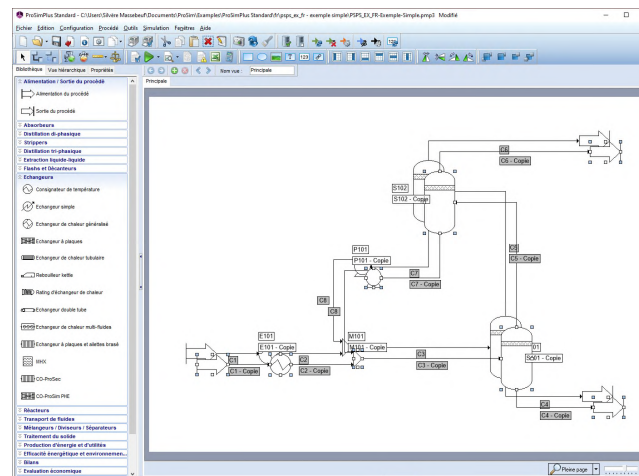 ProSimPlus Standard - C:\Users\Silvère Massebeuf\Documents\ProSim\Examples\ProSimPlus Standard\fr\psps_ex_fr - exemple simple\PSPS_EX_FR-Exemple-Simple.pmp3 Modifié
Fichier Edition Configuration Procédé Outils Simulation Fenêtres Aide
Bibliothèque Vue hiérarchique Propriétés
Nom vue : Principale
Principale
Alimentation / Sortie du procédé
Alimentation du procédé
Sortie du procédé
Absorbeurs
Distillation di-phasique
Strippers
Distillation tri-phasique
Extraction liquide-liquide
Flashs et Décanteurs
Echangeurs
Consignateur de température
Echangeur simple
Echangeur de chaleur généralisé
Echangeur à plaques
Echangeur de chaleur tubulaire
Rebouilleur kettle
Rating d'échangeur de chaleur
Echangeur double tube
Echangeur de chaleur multi-fluides
Echangeur à plaques et ailettes brasé
MHX
CO-ProSec
CO-ProSim PHE
Réacteurs
Transport de fluides
Mélangeurs / Diviseurs / Séparateurs
Traitement du solide
Production d'énergie et d'utilités
Efficacité énergétique et environnemen...
Bilans
Evaluation économique
C6
C6 - Copie
S102
S102 - Copie
P101
P101 - Copie
C7
C7 - Copie
C5
C5 - Copie
C8
C8
E101
E101 - Copie
M101
M101 - Copie
01
S101 - Copie
C1
C1 - Copie
C2
C2 - Copie
C3
C3 - Copie
C4
C4 - Copie
Pleine page